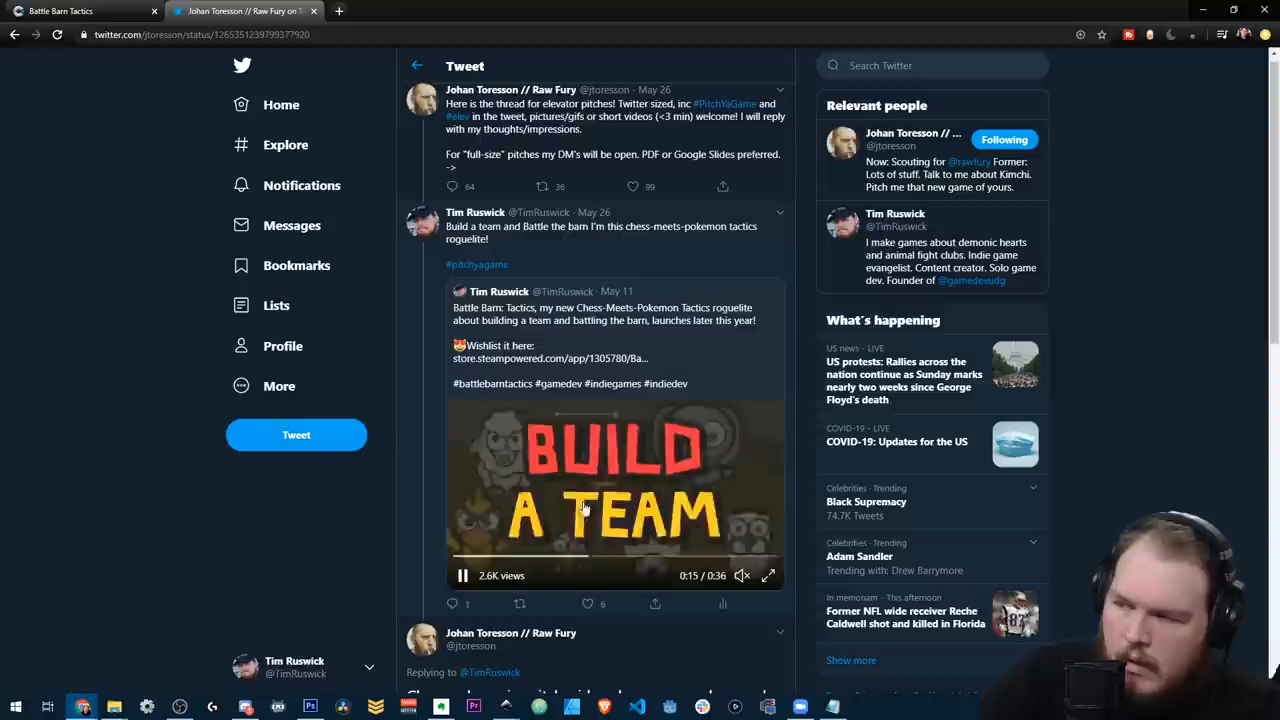 Battle Barn Tactics
Johan Toresson // Raw Fury on T
twitter.com/jtoresson/status/1265351239799377920
Home
Explore
Notifications
Messages
Bookmarks
Lists
Profile
More
Tweet
Tim Ruswick
@TimRuswick
Tweet
Johan Toresson // Raw Fury @jtoresson · May 26
Here is the thread for elevator pitches! Twitter sized, inc #PitchYaGame and
#elev in the tweet, pictures/gifs or short videos (<3 min) welcome! I will reply
with my thoughts/impressions.
For "full-size" pitches my DM's will be open. PDF or Google Slides preferred.
->
64 36 99
Tim Ruswick @TimRuswick · May 26
Build a team and Battle the barn I'm this chess-meets-pokemon tactics
roguelite!
#pitchyagame
Tim Ruswick @TimRuswick · May 11
Battle Barn: Tactics, my new Chess-Meets-Pokemon Tactics roguelite
about building a team and battling the barn, launches later this year!
Wishlist it here:
store.steampowered.com/app/1305780/Ba...
#battlebarntactics #gamedev #indiegames #indiedev
BUILD
A TEAM
2.6K views 0:15 / 0:36
1 6
Johan Toresson // Raw Fury
@jtoresson
Replying to @TimRuswick
Search Twitter
Relevant people
Johan Toresson // ...
@jtoresson
Following
Now: Scouting for @rawfury Former:
Lots of stuff. Talk to me about Kimchi.
Pitch me that new game of yours.
Tim Ruswick
@TimRuswick
I make games about demonic hearts
and animal fight clubs. Indie game
evangelist. Content creator. Solo game
dev. Founder of @gamedevudg
What's happening
US news · LIVE
US protests: Rallies across the
nation continue as Sunday marks
nearly two weeks since George
Floyd's death
COVID-19 · LIVE
COVID-19: Updates for the US
Celebrities · Trending
Black Supremacy
74.7K Tweets
Celebrities · Trending
Adam Sandler
Trending with: Drew Barrymore
In memoriam · This afternoon
Former NFL wide receiver Reche
Caldwell shot and killed in Florida
Show more